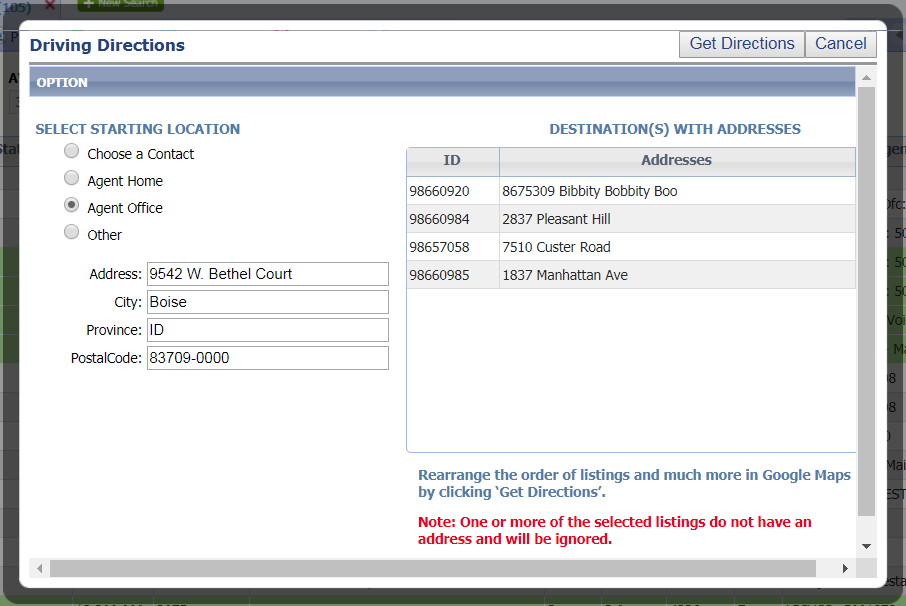 (105)
New Search
Driving Directions
Get Directions
Cancel
OPTION
SELECT STARTING LOCATION
Choose a Contact
Agent Home
Agent Office
Other
Address: 9542 W. Bethel Court
City: Boise
Province: ID
PostalCode: 83709-0000
DESTINATION(S) WITH ADDRESSES
ID Addresses
98660920 8675309 Bibbity Bobbity Boo
98660984 2837 Pleasant Hill
98657058 7510 Custer Road
98660985 1837 Manhattan Ave
Rearrange the order of listings and much more in Google Maps
by clicking ‘Get Directions’.
Note: One or more of the selected listings do not have an
address and will be ignored.